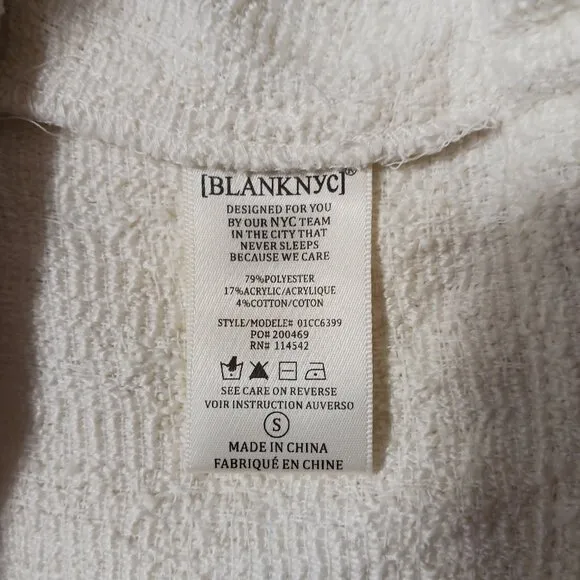 [BLANKNYC]®
DESIGNED FOR YOU
BY OUR NYC TEAM
IN THE CITY THAT
NEVER SLEEPS
BECAUSE WE CARE
79%POLYESTER
17%ACRYLIC/ACRYLIQUE
4%COTTON/COTON
STYLE/MODELE# 01CC6399
PO# 200469
RN# 114542
SEE CARE ON REVERSE
VOIR INSTRUCTION AUVERSO
S
MADE IN CHINA
FABRIQUÉ EN CHINE